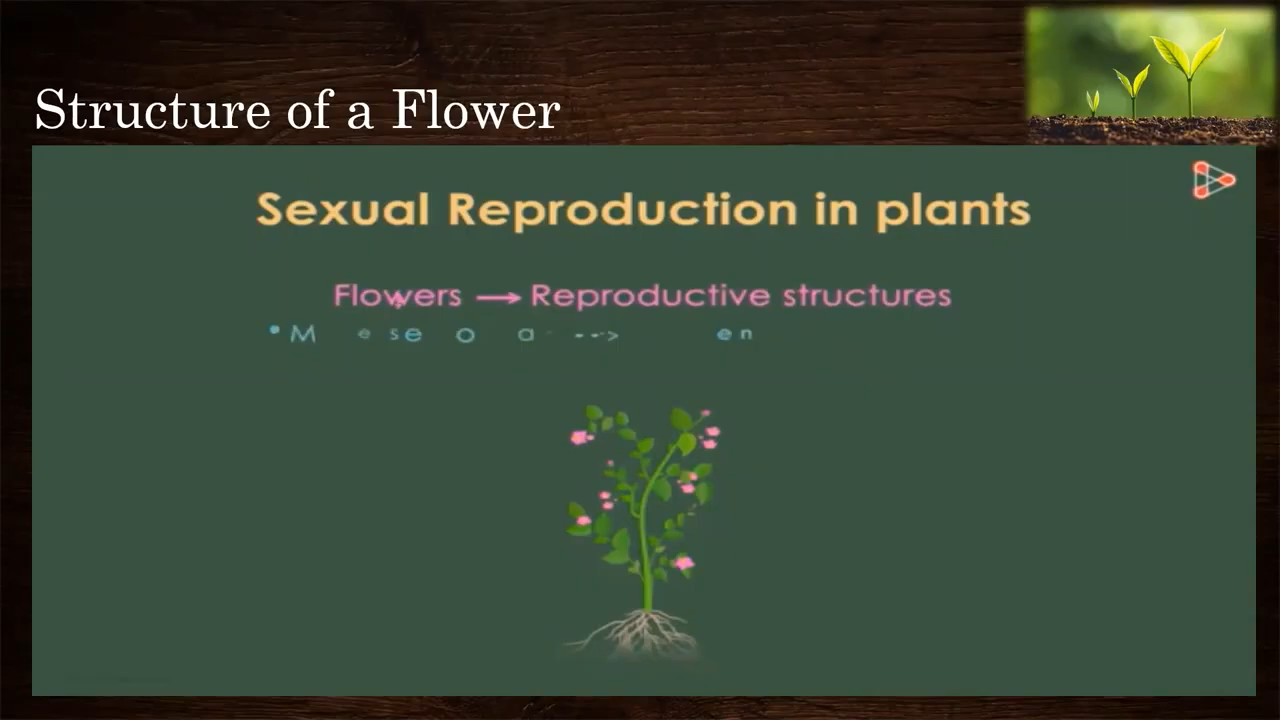 Structure of a Flower
Sexual Reproduction in plants
Flowers → Reproductive structures